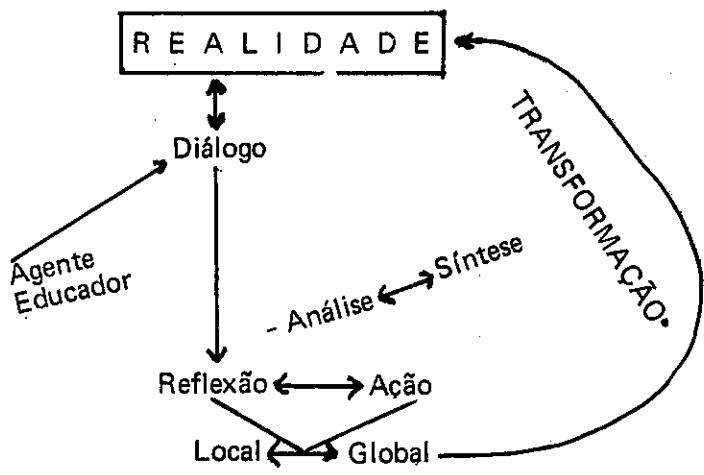 REALIDADE
Diálogo
TRANSFORMAÇÃO
Agente
Educador
- Análise
Síntese
Reflexão
Ação
Local
Global